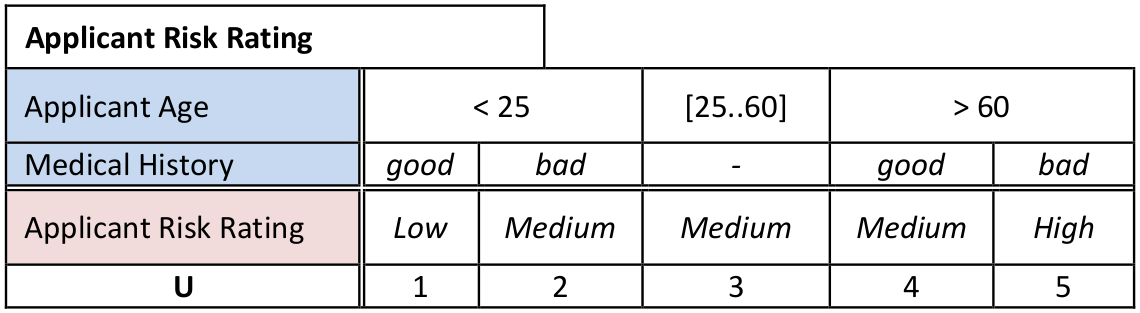 Applicant Risk Rating
Applicant Age < 25 [25..60] > 60
Medical History good bad - good bad
Applicant Risk Rating Low Medium Medium Medium High
U 1 2 3 4 5